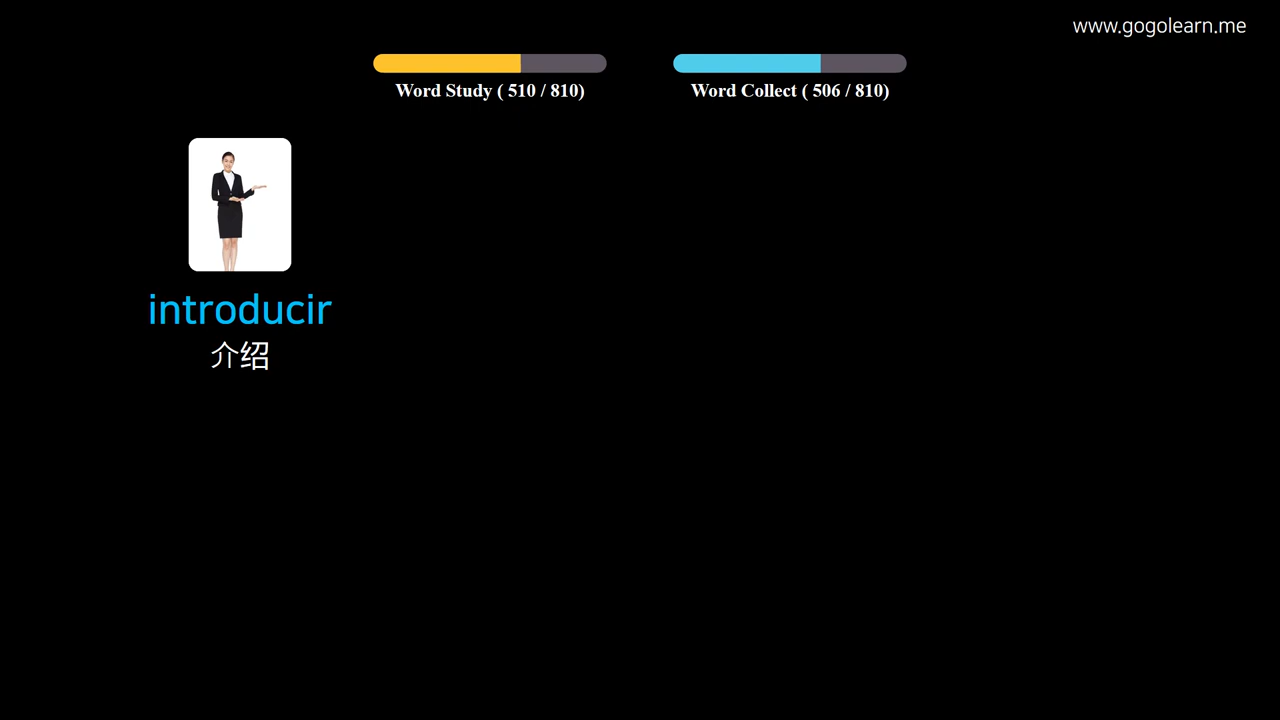 www.gogolearn.me
Word Study ( 510 / 810)
Word Collect ( 506 / 810)
introducir
介绍